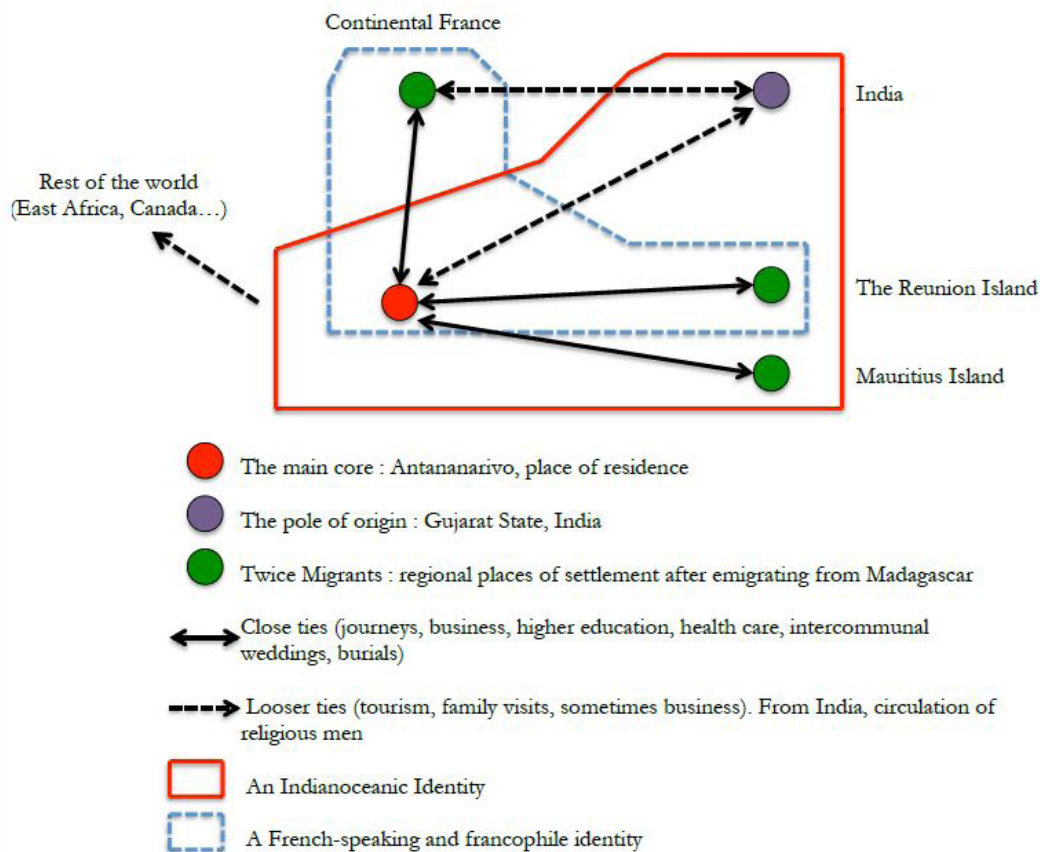 Continental France
India
Rest of the world
(East Africa, Canada...)
The Reunion Island
Mauritius Island
The main core : Antananarivo, place of residence
The pole of origin : Gujarat State, India
Twice Migrants : regional places of settlement after emigrating from Madagascar
Close ties (journeys, business, higher education, health care, intercommunal
weddings, burials)
Looser ties (tourism, family visits, sometimes business). From India, circulation of
religious men
An Indianoceanic Identity
A French-speaking and francophile identity